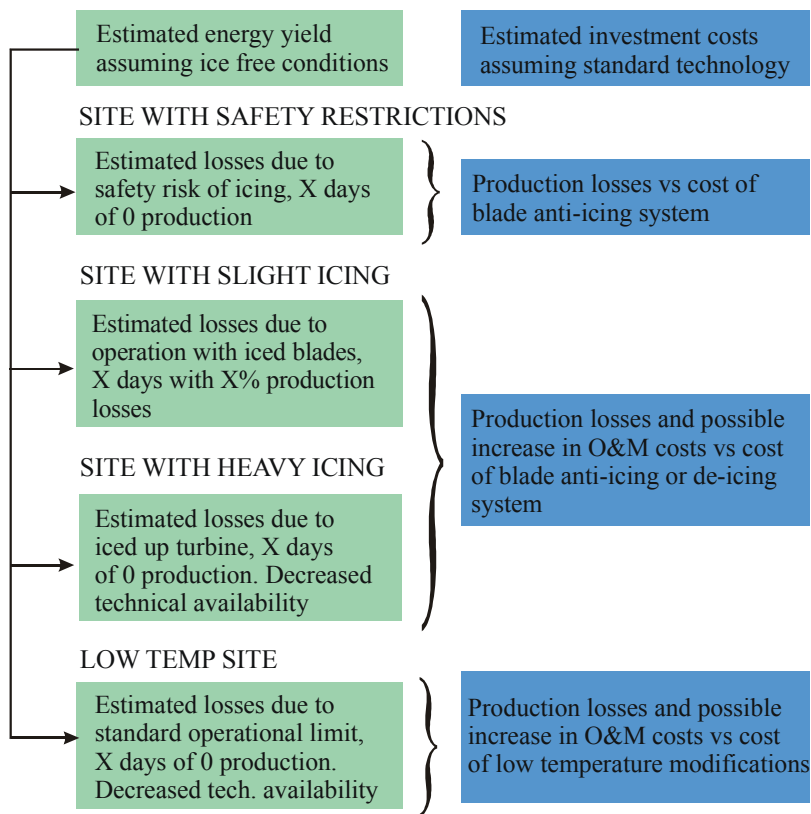 Estimated energy yield
assuming ice free conditions
Estimated investment costs
assuming standard technology
SITE WITH SAFETY RESTRICTIONS
Estimated losses due to
safety risk of icing, X days
of 0 production
Production losses vs cost of
blade anti-icing system
SITE WITH SLIGHT ICING
Estimated losses due to
operation with iced blades,
X days with X% production
losses
SITE WITH HEAVY ICING
Estimated losses due to
iced up turbine, X days
of 0 production. Decreased
technical availability
Production losses and possible
increase in O&M costs vs cost
of blade anti-icing or de-icing
system
LOW TEMP SITE
Estimated losses due to
standard operational limit,
X days of 0 production.
Decreased tech. availability
Production losses and possible
increase in O&M costs vs cost
of low temperature modifications